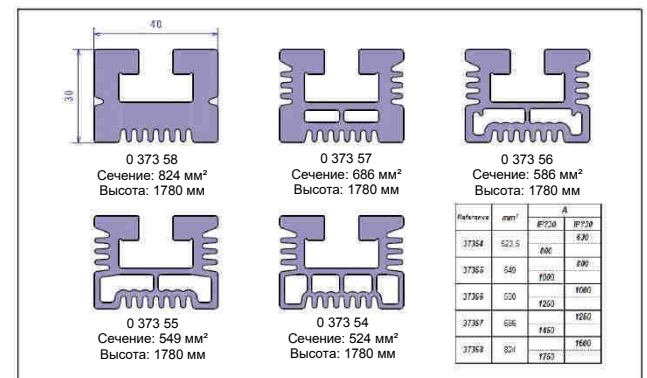 40
30
0 373 58
Сечение: 824 мм²
Высота: 1780 мм
0 373 57
Сечение: 686 мм²
Высота: 1780 мм
0 373 56
Сечение: 586 мм²
Высота: 1780 мм
0 373 55
Сечение: 549 мм²
Высота: 1780 мм
0 373 54
Сечение: 524 мм²
Высота: 1780 мм
Reference mm² A
37354 523.5 800 630
37355 549 1000 800
37356 1250 1000
37357 686 1450 1250
37358 824 1750 1600